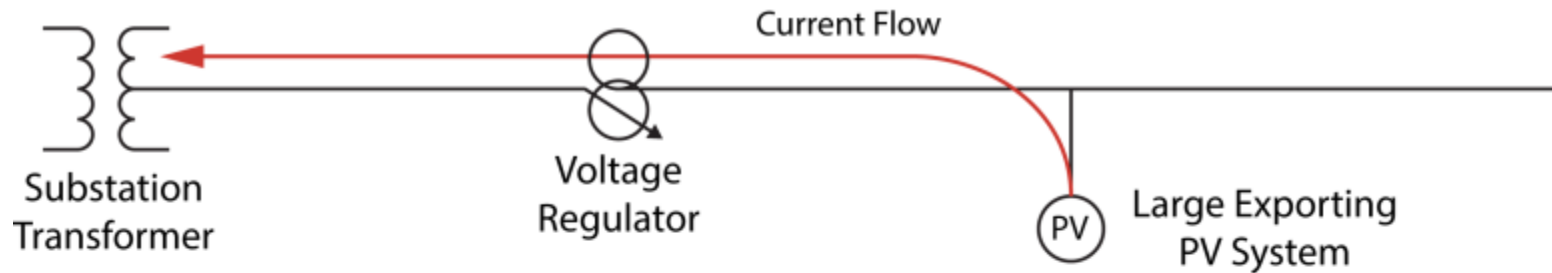 Current Flow
Substation
Transformer
Voltage
Regulator
PV
Large Exporting
PV System